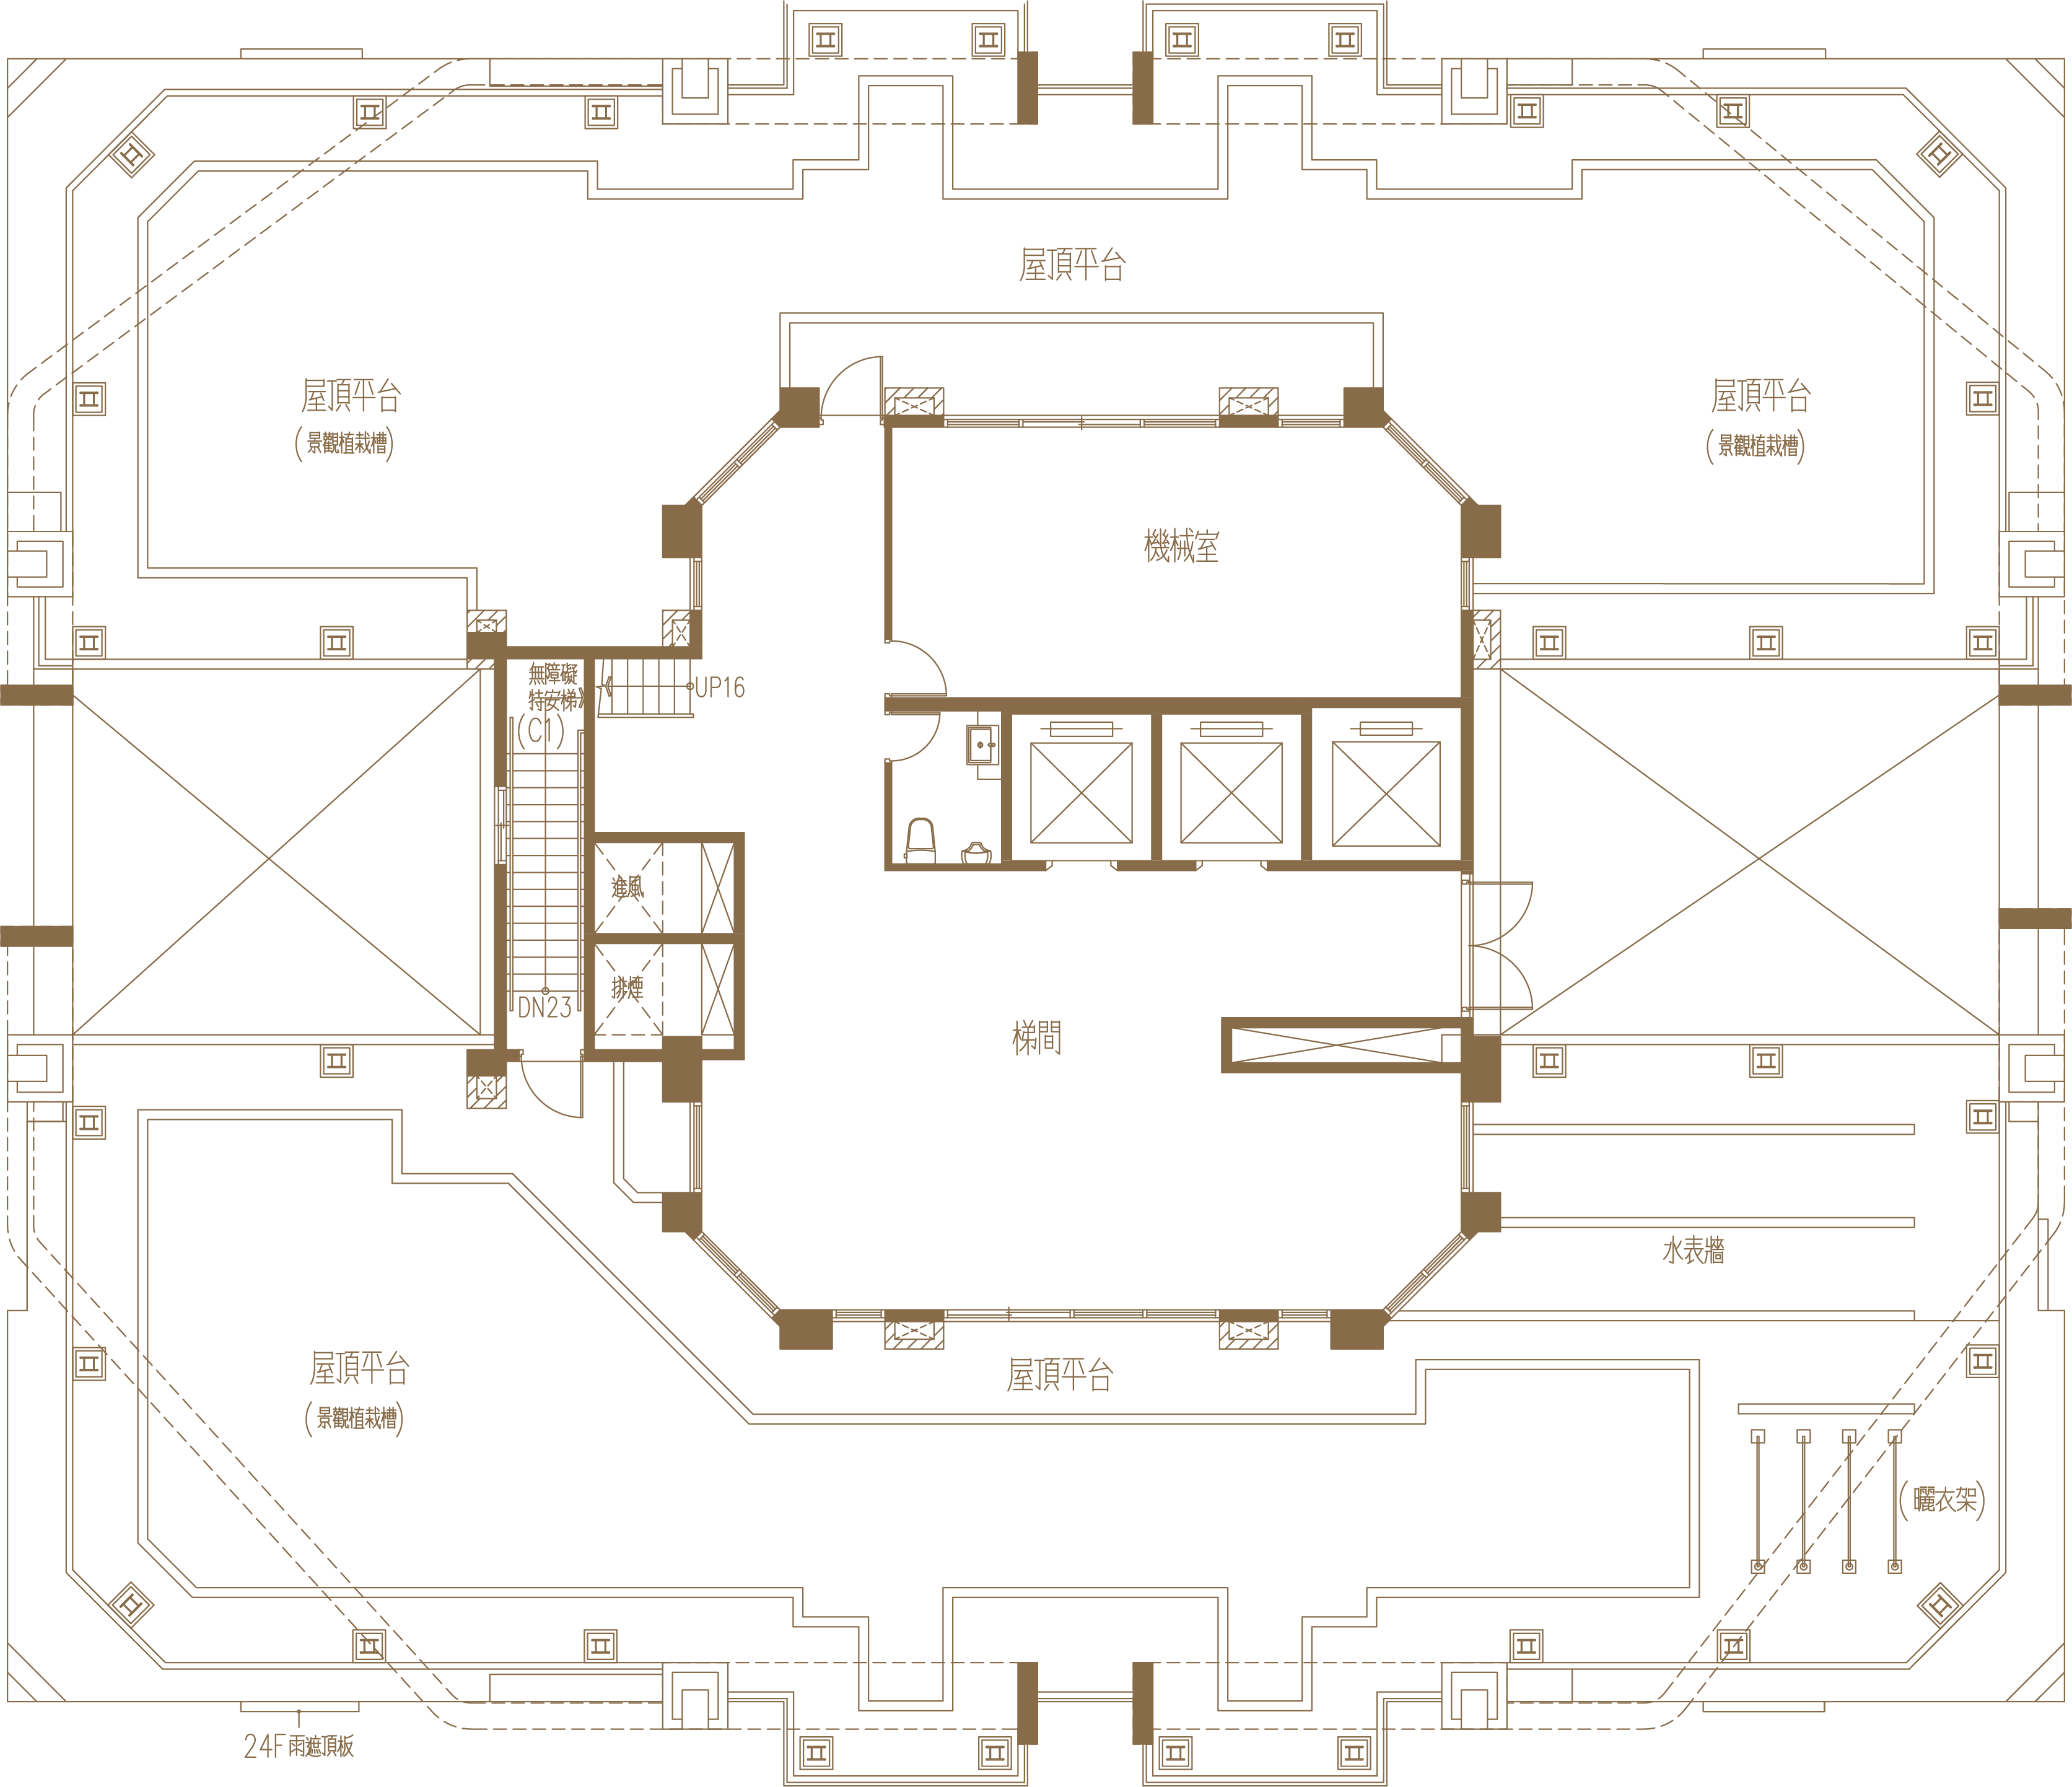 屋頂平台
屋頂平台
(景觀植栽槽)
屋頂平台
(景觀植栽槽)
機械室
無障礙
特安梯
(C1)
UP16
進風
排煙
DN23
梯間
水表牆
屋頂平台
(景觀植栽槽)
屋頂平台
(曬衣架)
24F雨遮頂板